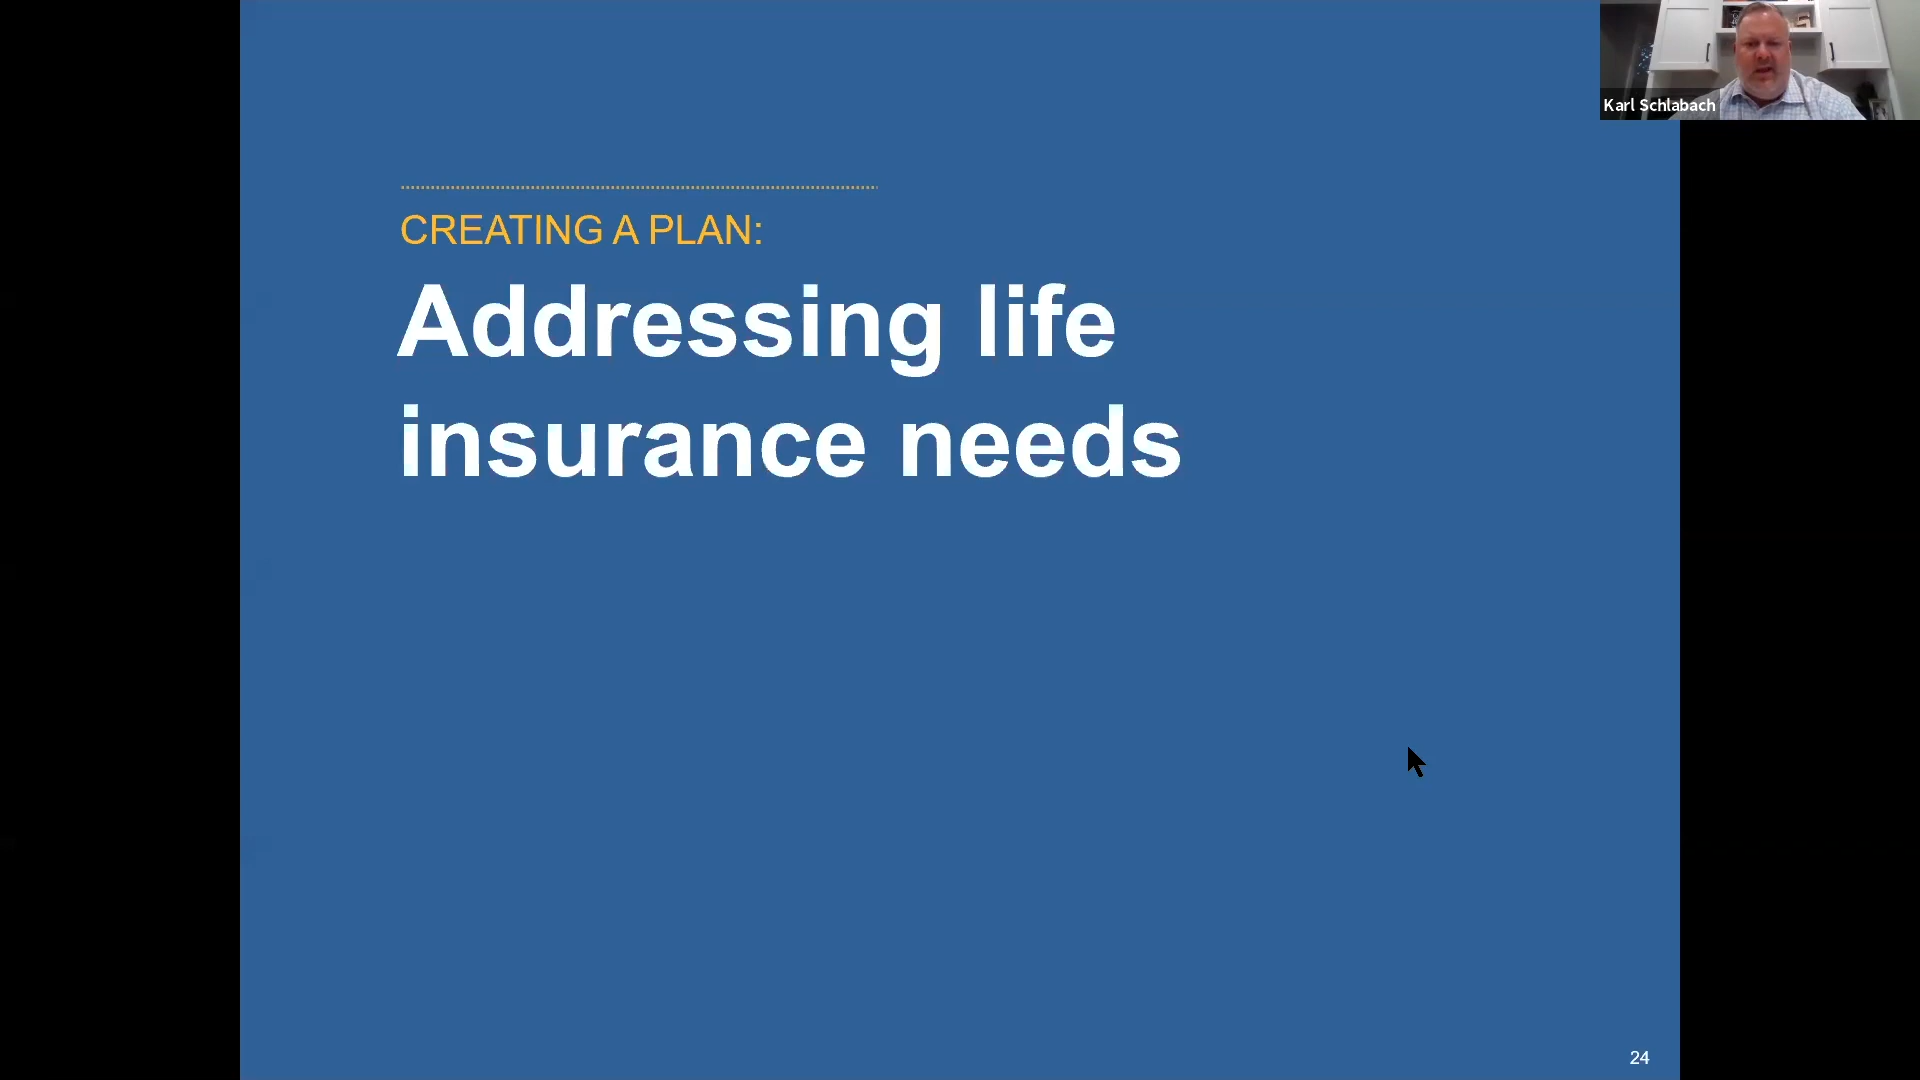 Karl Schlabach
CREATING A PLAN:
Addressing life
insurance needs
24